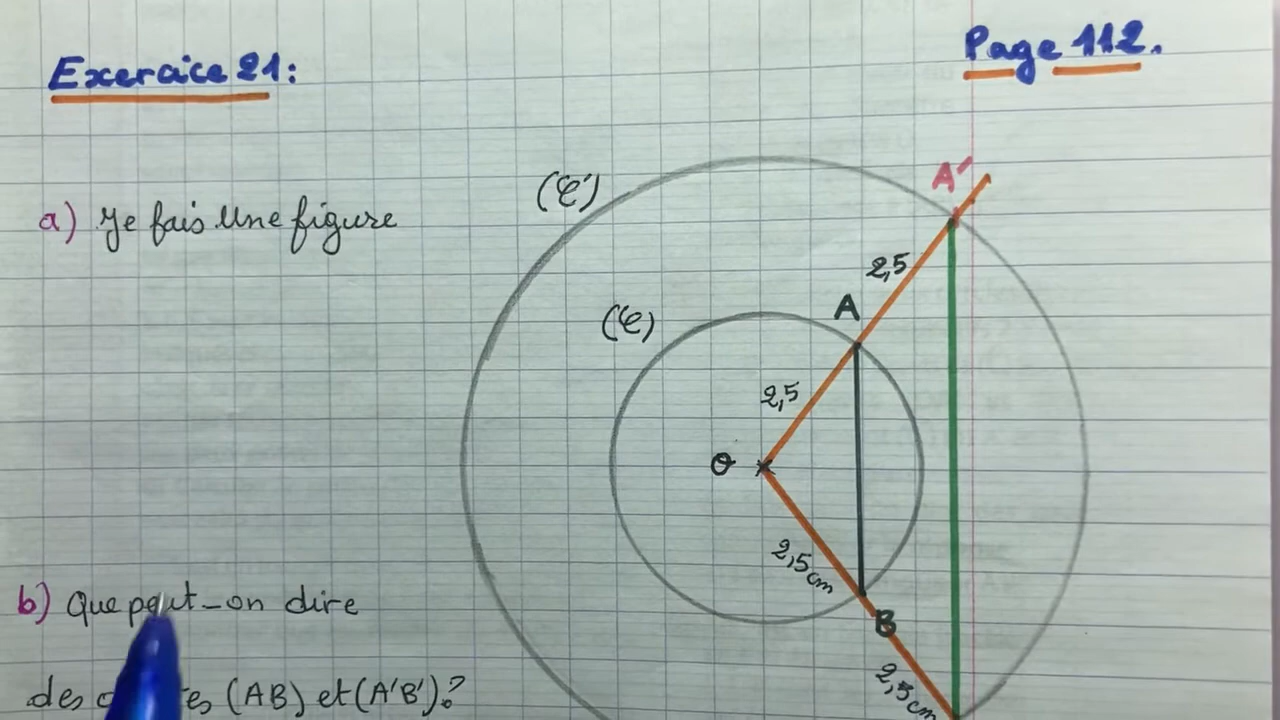 Exercice 21:
Page 112.
a) Je fais une figure
(C')
A'
2,5
(C)
A
2,5
O
2,5cm
B
2,5cm
b) Que peut-on dire
des (AB) et (A'B')?